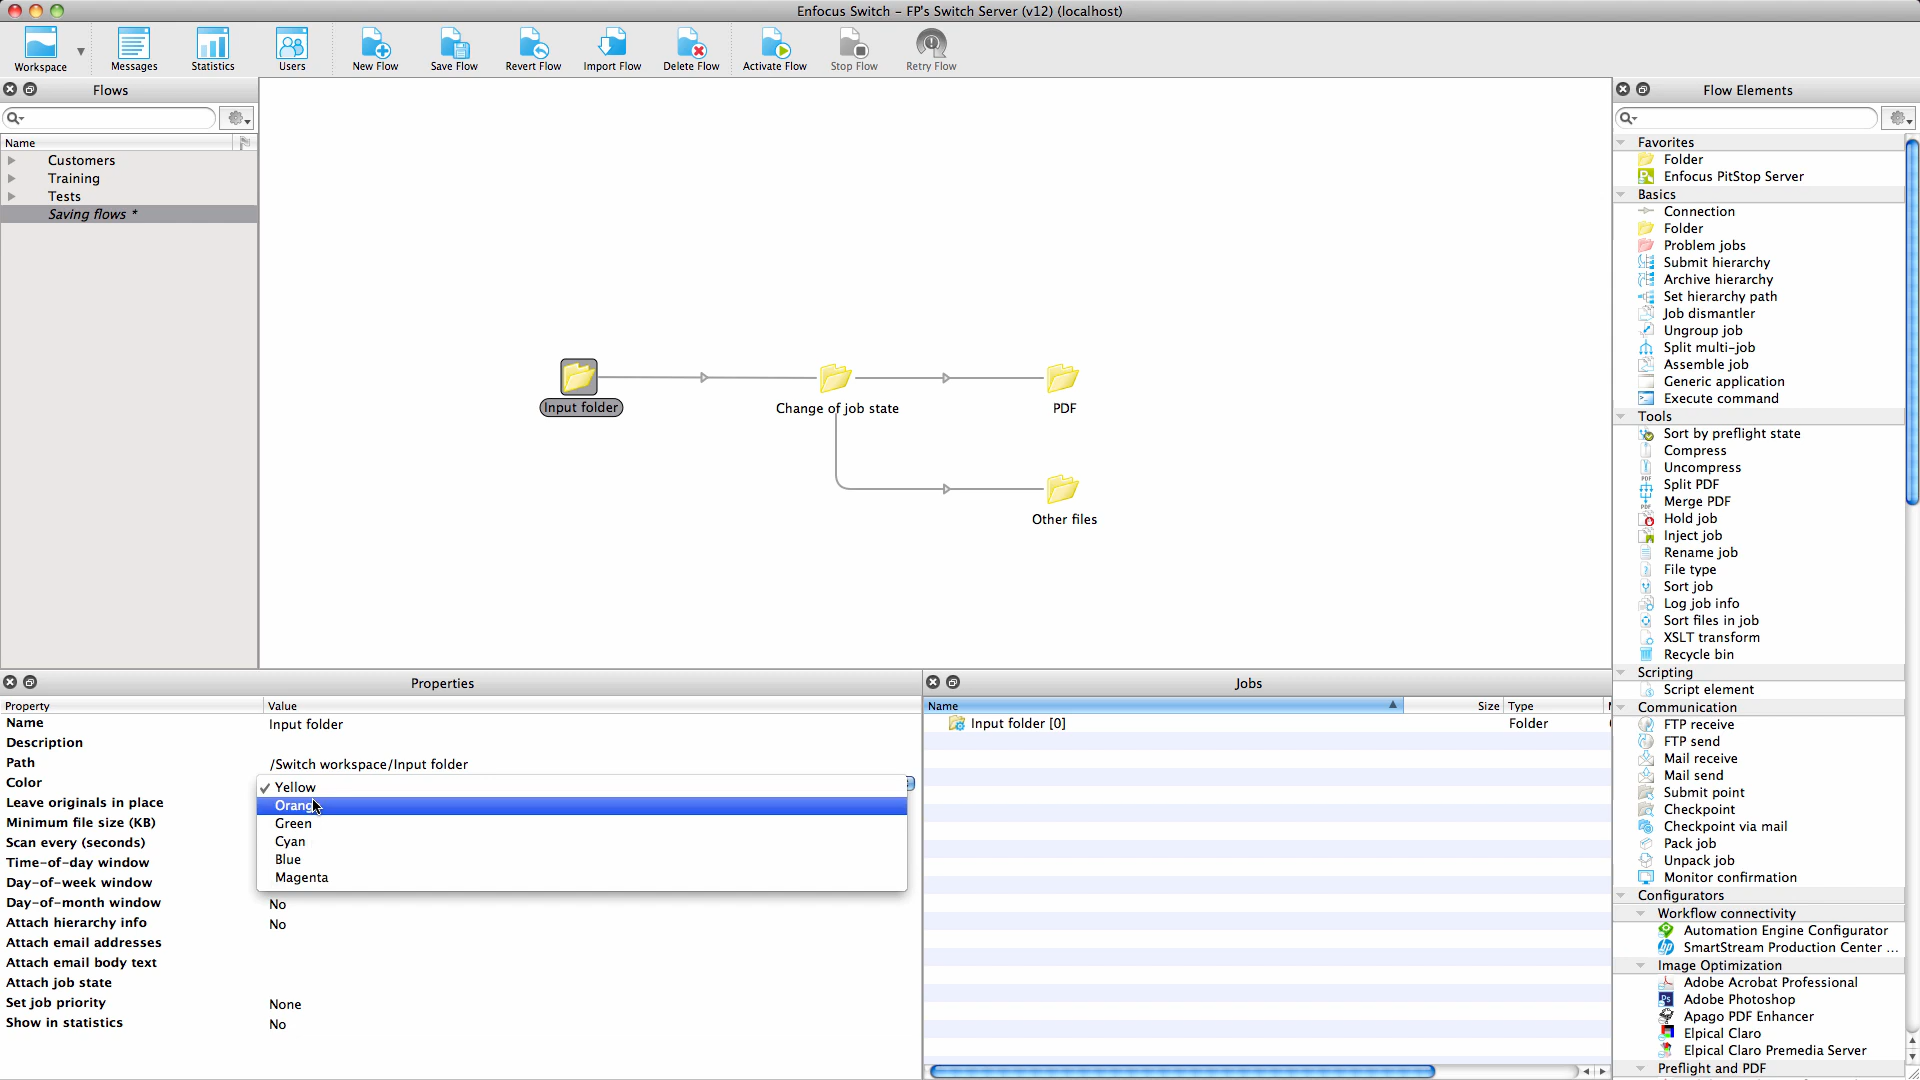 Enfocus Switch – FP's Switch Server (v12) (localhost)
Workspace
Messages
Statistics
Users
New Flow
Save Flow
Revert Flow
Import Flow
Delete Flow
Activate Flow
Stop Flow
Retry Flow
Flows
Name
Customers
Training
Tests
Saving flows *
Input folder
Change of job state
PDF
Other files
Flow Elements
Favorites
Folder
Enfocus PitStop Server
Basics
Connection
Folder
Problem jobs
Submit hierarchy
Archive hierarchy
Set hierarchy path
Job dismantler
Ungroup job
Split multi-job
Assemble job
Generic application
Execute command
Tools
Sort by preflight state
Compress
Uncompress
Split PDF
Merge PDF
Hold job
Inject job
Rename job
File type
Sort job
Log job info
Sort files in job
XSLT transform
Recycle bin
Scripting
Script element
Communication
FTP receive
FTP send
Mail receive
Mail send
Submit point
Checkpoint
Checkpoint via mail
Pack job
Unpack job
Monitor confirmation
Configurators
Workflow connectivity
Automation Engine Configurator
SmartStream Production Center ...
Image Optimization
Adobe Acrobat Professional
Adobe Photoshop
Apago PDF Enhancer
Elpical Claro
Elpical Claro Premedia Server
Preflight and PDF
Properties
Property Value
Name Input folder
Description
Path /Switch workspace/Input folder
Color
Yellow
Orange
Green
Cyan
Blue
Magenta
Leave originals in place
Minimum file size (KB)
Scan every (seconds)
Time-of-day window
Day-of-week window
Day-of-month window No
Attach hierarchy info No
Attach email addresses
Attach email body text
Attach job state
Set job priority None
Show in statistics No
Jobs
Name Size Type
Input folder [0] Folder